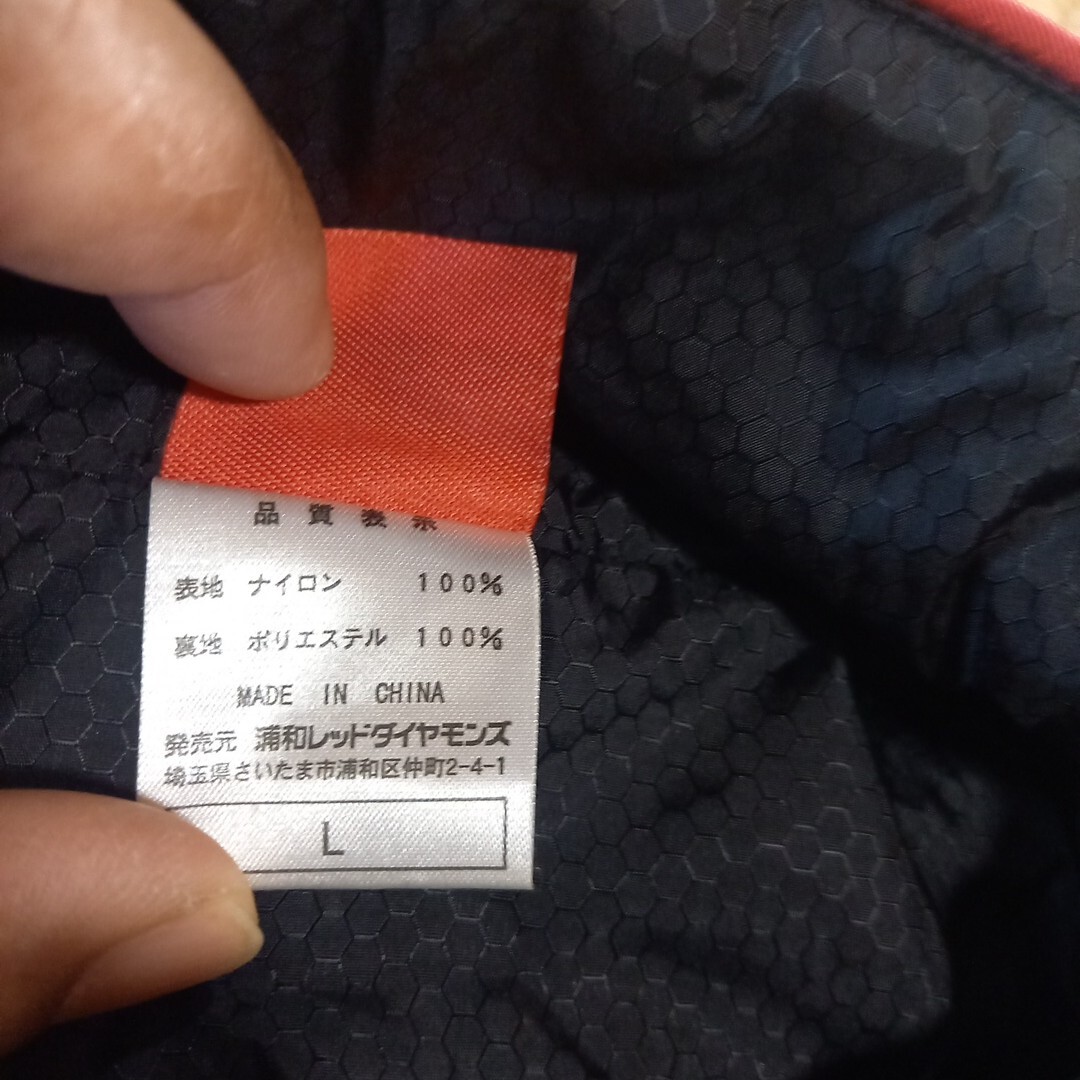 品質表示
表地 ナイロン 100%
裏地 ポリエステル 100%
MADE IN CHINA
発売元 浦和レッドダイヤモンズ
埼玉県さいたま市浦和区仲町2-4-1
L